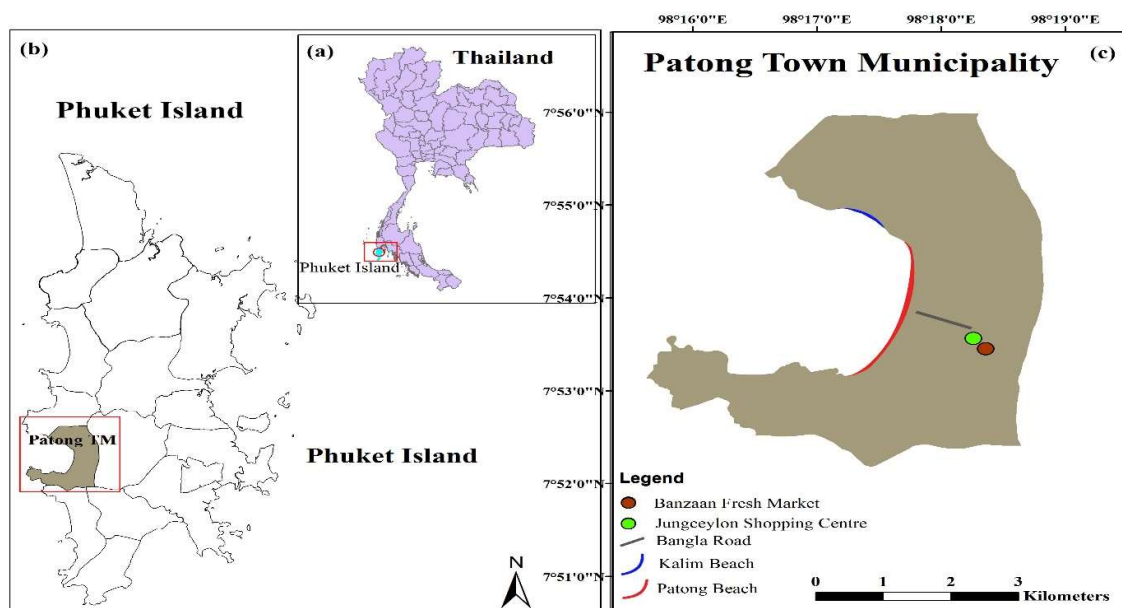 98°16'0"E 98°17'0"E 98°18'0"E 98°19'0"E
(b)
(a)
Thailand
Phuket Island
Phuket Island
Patong TM
Phuket Island
N
Patong Town Municipality
(c)
7°56'0"N
7°55'0"N
7°54'0"N
7°53'0"N
7°52'0"N
7°51'0"N
Legend
Banzaan Fresh Market
Jungceylon Shopping Centre
Bangla Road
Kalim Beach
Patong Beach
0 1 2 3
Kilometers